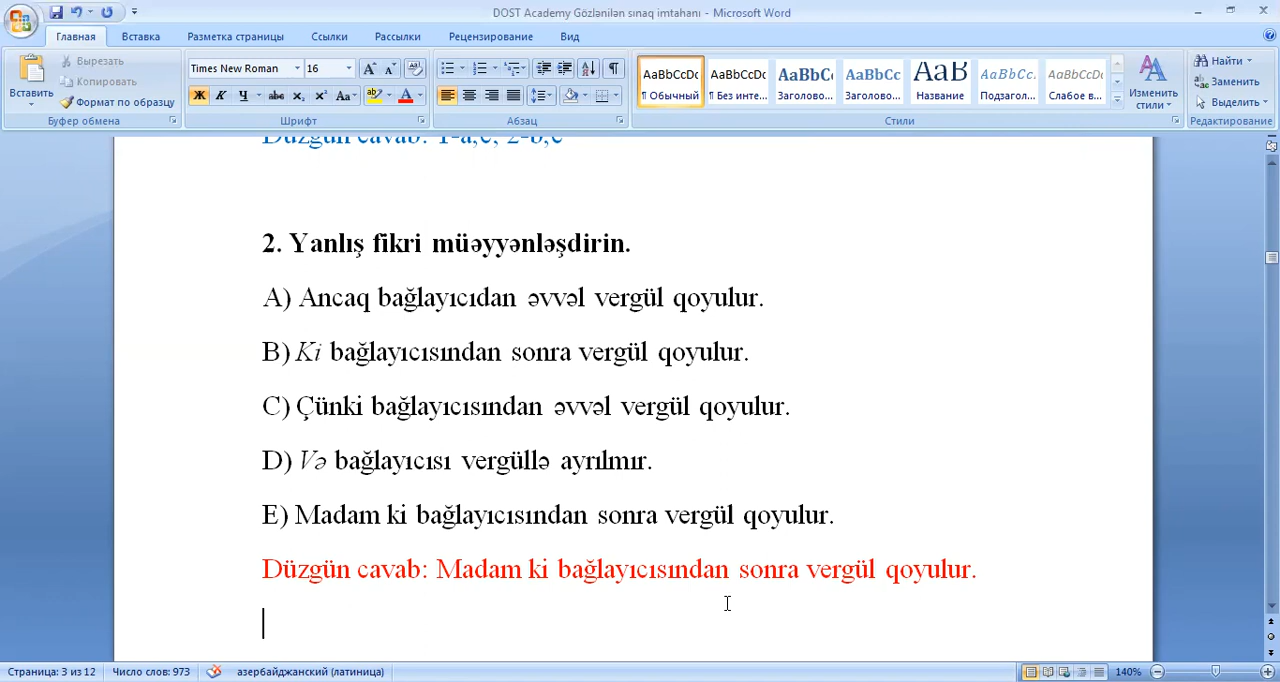 DOST Academy Gözlənilən sınaq imtahanı - Microsoft Word
Главная Вставка Разметка страницы Ссылки Рассылки Рецензирование Вид
Вставить
Вырезать
Копировать
Формат по образцу
Буфер обмена
Times New Roman 16
Шрифт
Абзац
AaBbCcDc AaBbCcDc AaBbC AaBbCc AaB AaBbCc. AaBbCcDc
¶ Обычный ¶ Без инте... Заголово... Заголово... Название Подзагол... Слабое в...
Изменить стили
Стили
Найти
Заменить
Выделить
Редактирование
Düzgün cavab: 1-a,c; 2-b,e
2. Yanlış fikri müəyyənləşdirin.
A) Ancaq bağlayıcıdan əvvəl vergül qoyulur.
B) Ki bağlayıcısından sonra vergül qoyulur.
C) Çünki bağlayıcısından əvvəl vergül qoyulur.
D) Və bağlayıcısı vergüllə ayrılmır.
E) Madam ki bağlayıcısından sonra vergül qoyulur.
Düzgün cavab: Madam ki bağlayıcısından sonra vergül qoyulur.
Страница: 3 из 12 Число слов: 973 азербайджанский (латиница) 140%